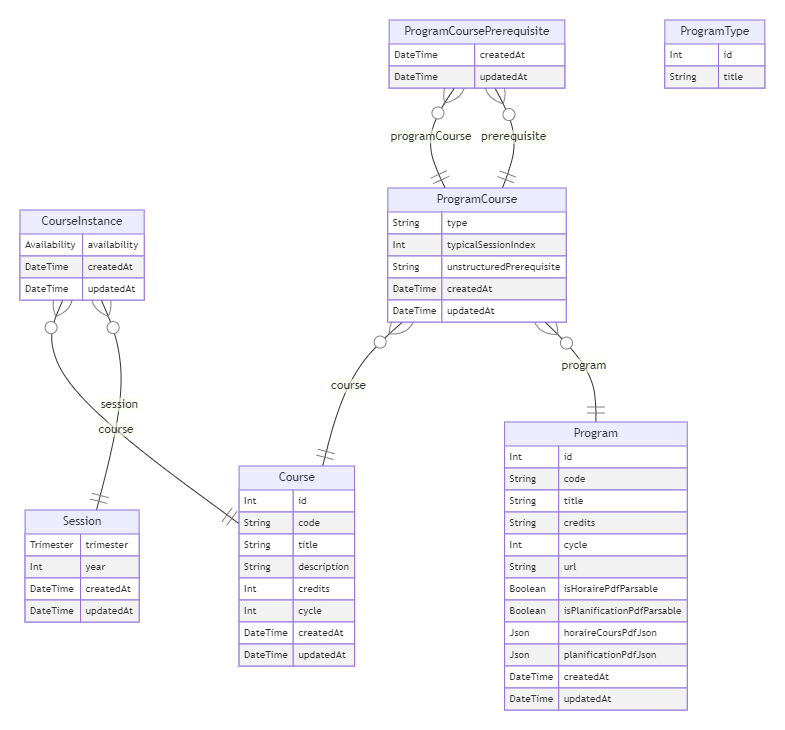 ProgramCoursePrerequisite
DateTime createdAt
DateTime updatedAt
ProgramType
Int id
String title
programCourse
prerequisite
CourseInstance
Availability availability
DateTime createdAt
DateTime updatedAt
ProgramCourse
String type
Int typicalSessionIndex
String unstructuredPrerequisite
DateTime createdAt
DateTime updatedAt
course
program
session
course
Session
Trimester trimester
Int year
DateTime createdAt
DateTime updatedAt
Course
Int id
String code
String title
String description
Int credits
Int cycle
DateTime createdAt
DateTime updatedAt
Program
Int id
String code
String title
String credits
Int cycle
String url
Boolean isHorairePdfParsable
Boolean isPlanificationPdfParsable
Json horaireCoursPdfJson
Json planificationPdfJson
DateTime createdAt
DateTime updatedAt